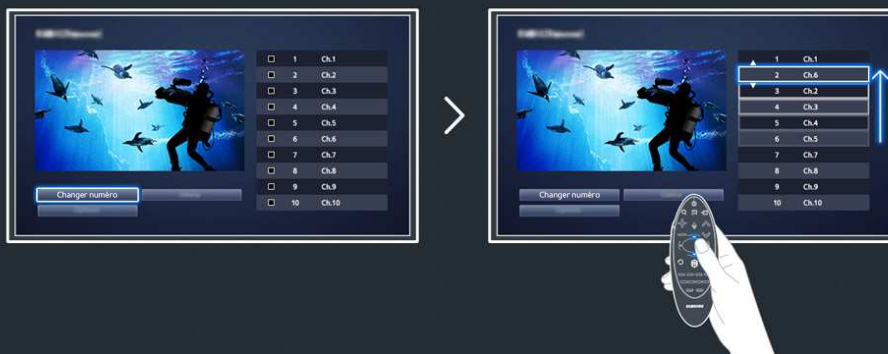 1 Ch.1
2 Ch.2
3 Ch.3
4 Ch.4
5 Ch.5
6 Ch.6
7 Ch.7
8 Ch.8
9 Ch.9
10 Ch.10
Changer numéro
1 Ch.1
2 Ch.6
3 Ch.2
4 Ch.3
5 Ch.4
6 Ch.5
7 Ch.7
8 Ch.8
9 Ch.9
10 Ch.10
Changer numéro
SAMSUNG